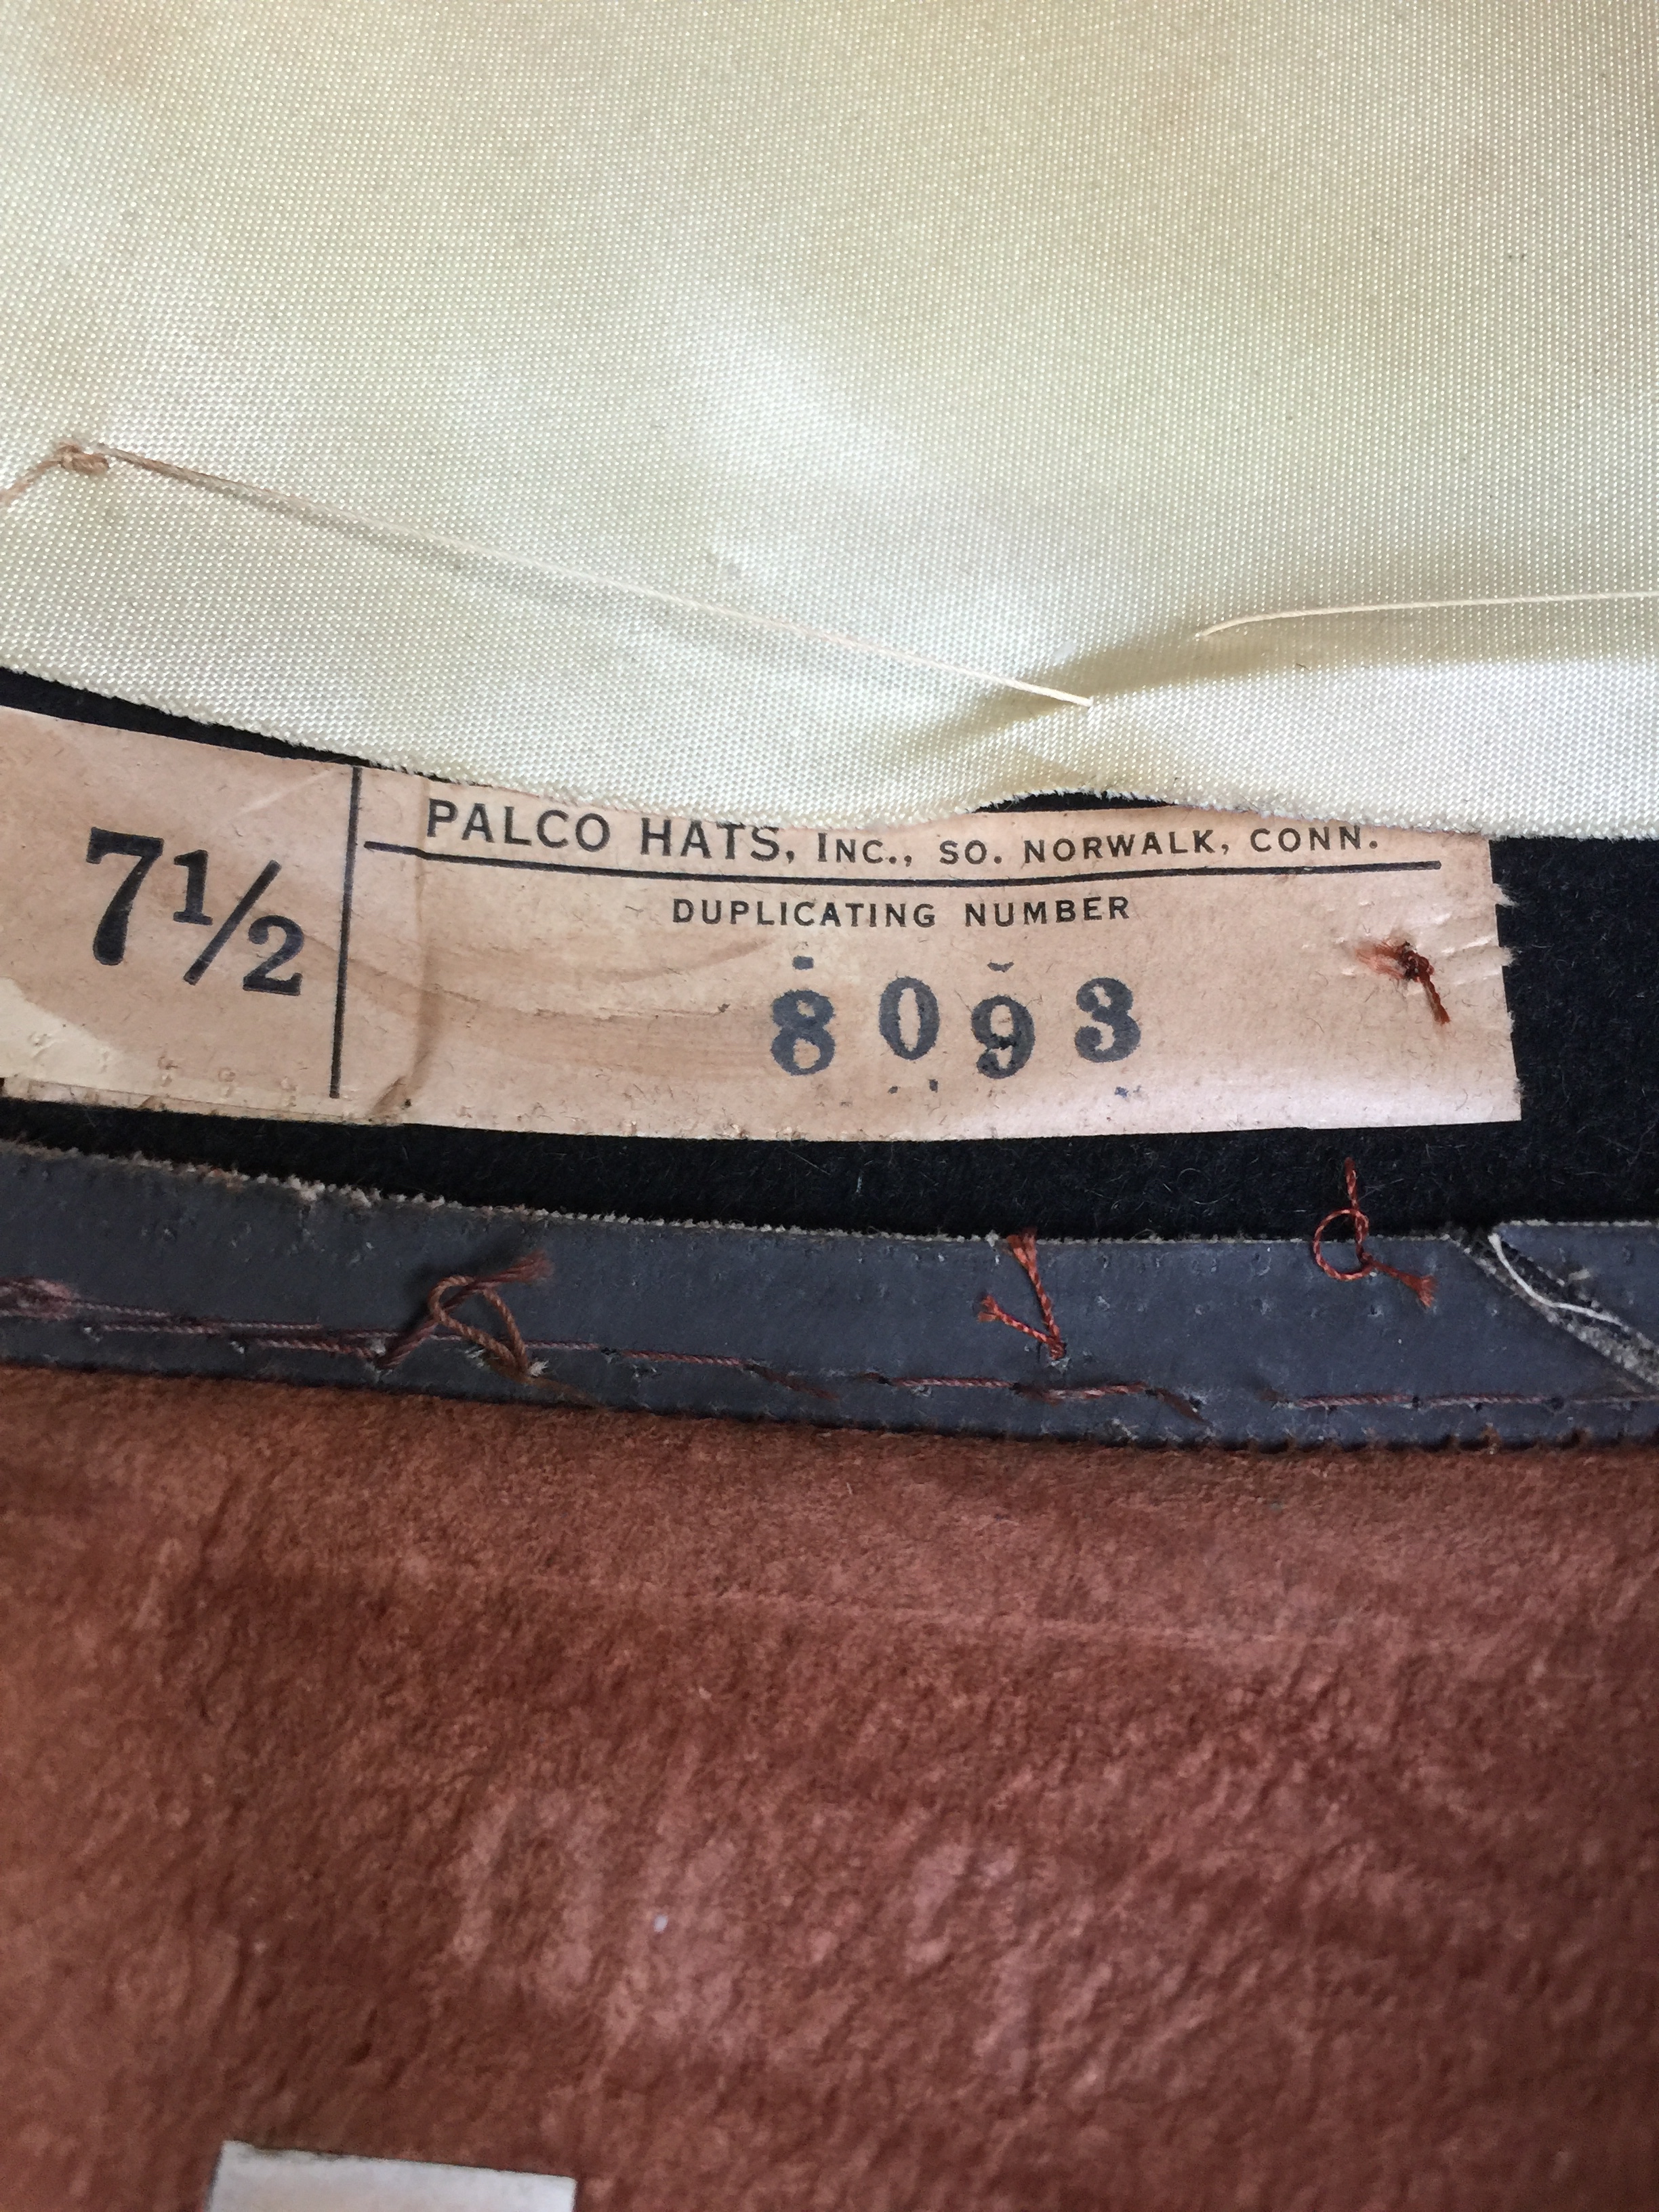 7½
PALCO HATS, INC., SO. NORWALK, CONN.
DUPLICATING NUMBER
8093